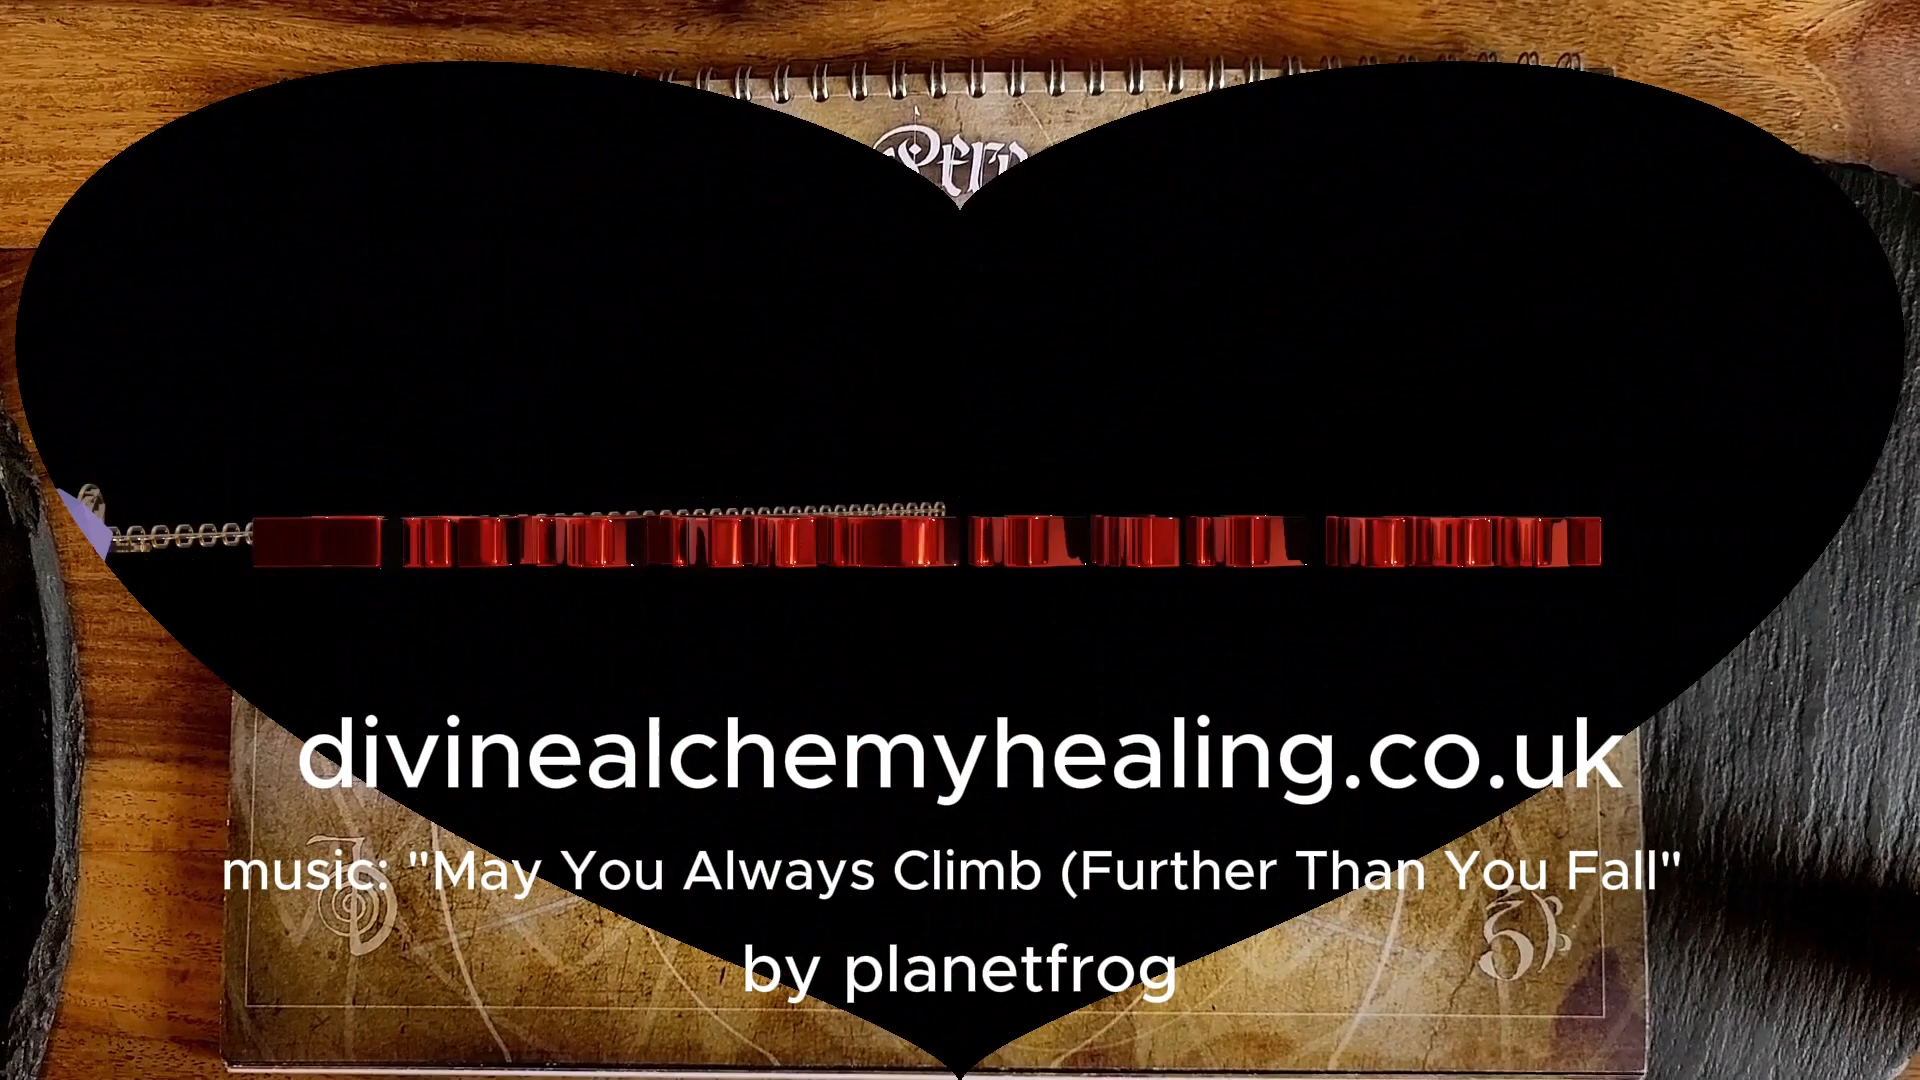 divinealchemyhealing.co.uk
music: "May You Always Climb (Further Than You Fall"
by planetfrog